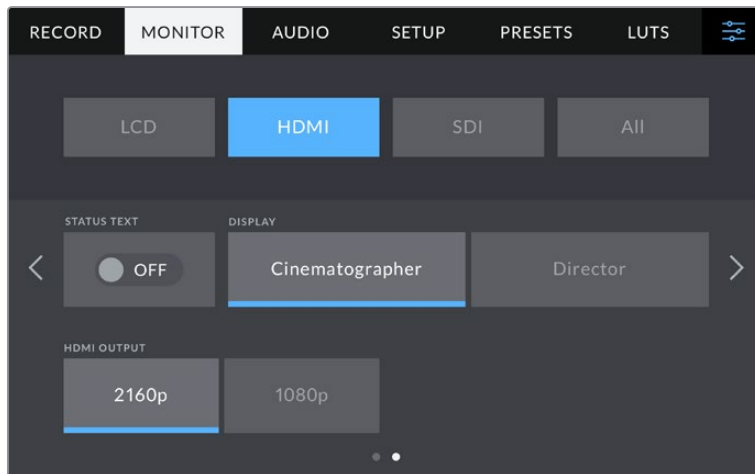 RECORD MONITOR AUDIO SETUP PRESETS LUTS
LCD HDMI SDI All
STATUS TEXT DISPLAY
OFF Cinematographer Director
HDMI OUTPUT
2160p 1080p